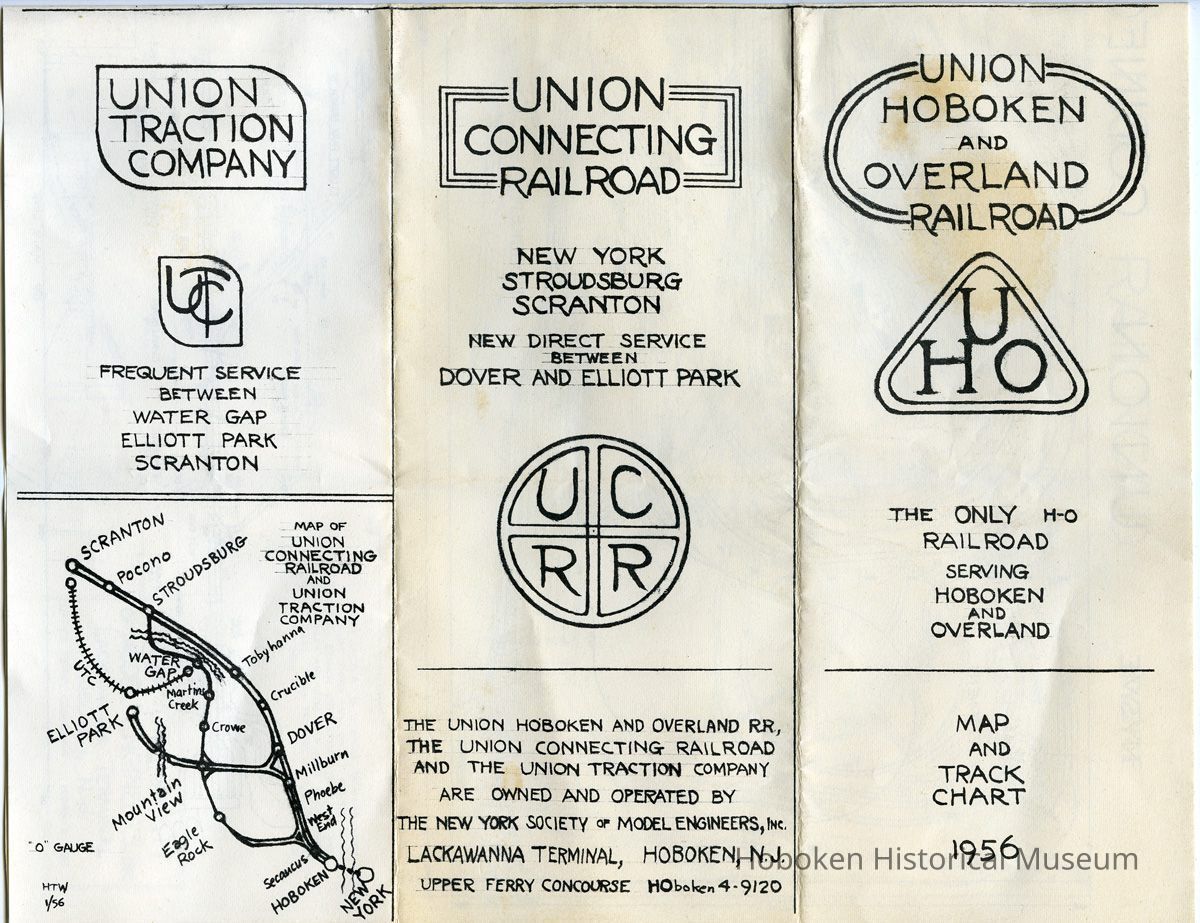 UNION
TRACTION
COMPANY
UTC
FREQUENT SERVICE
BETWEEN
WATER GAP
ELLIOTT PARK
SCRANTON
MAP OF
UNION
CONNECTING
RAILROAD
AND
UNION
TRACTION
COMPANY
SCRANTON
Pocono
STROUDSBURG
Tobyhanna
WATER
GAP
UTC
Martins
Creek
Crucible
ELLIOTT
PARK
Crowe
DOVER
Millburn
Mountain
View
Phoebe
West
End
Eagle
Rock
Secaucus
HOBOKEN
NEW
YORK
"O" GAUGE
HTW
1/56
UNION
CONNECTING
RAILROAD
NEW YORK
STROUDSBURG
SCRANTON
NEW DIRECT SERVICE
BETWEEN
DOVER AND ELLIOTT PARK
U C
R R
THE UNION HOBOKEN AND OVERLAND R.R.,
THE UNION CONNECTING RAILROAD
AND THE UNION TRACTION COMPANY
ARE OWNED AND OPERATED BY
THE NEW YORK SOCIETY OF MODEL ENGINEERS, Inc.
LACKAWANNA TERMINAL, HOBOKEN, N.J.
UPPER FERRY CONCOURSE HOboken 4-9120
UNION
HOBOKEN
AND
OVERLAND
RAILROAD
U
H O
THE ONLY H-O
RAILROAD
SERVING
HOBOKEN
AND
OVERLAND
MAP
AND
TRACK
CHART
1956
Hoboken Historical Museum